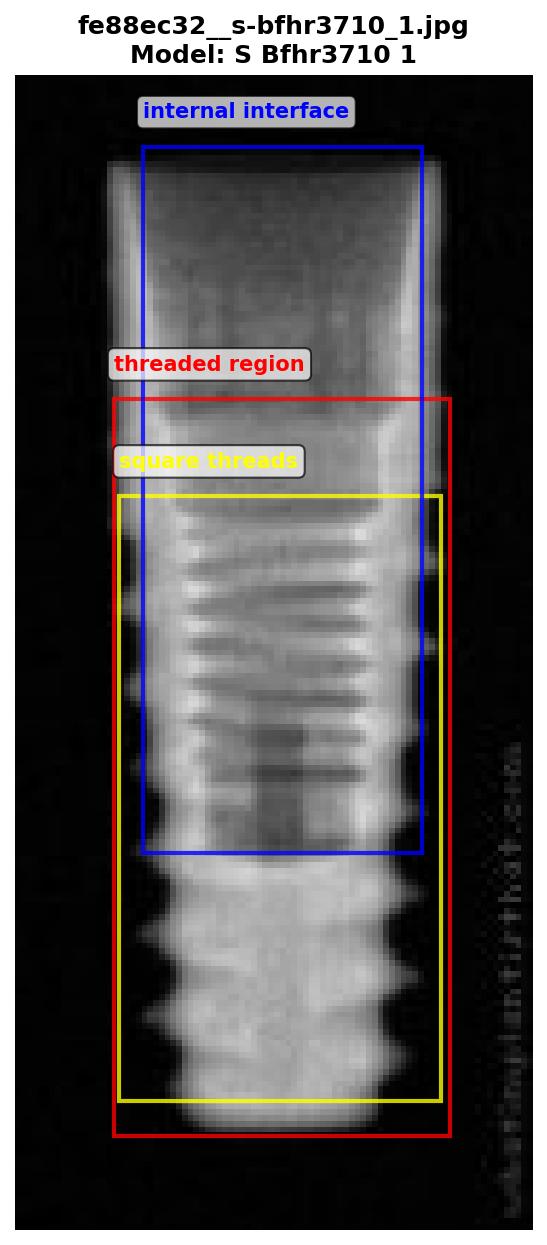 fe88ec32__s-bfhr3710_1.jpg
Model: S Bfhr3710 1
internal interface
threaded region
square threads